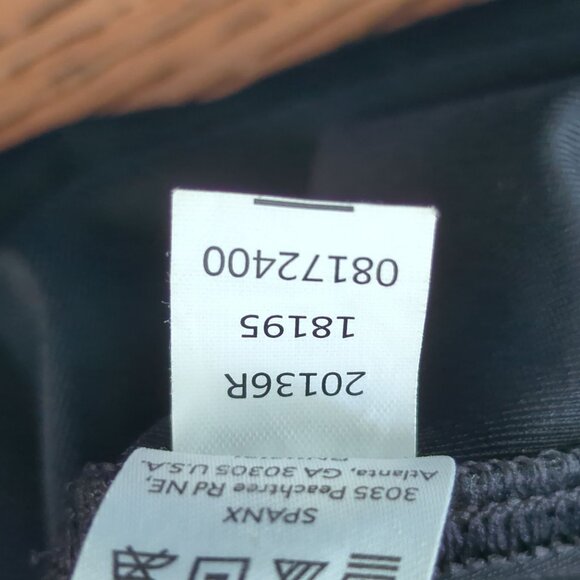 SPANX
3035 Peachtree Rd NE,
Atlanta, GA 30305 U.S.A.
20136R
18195
08172400